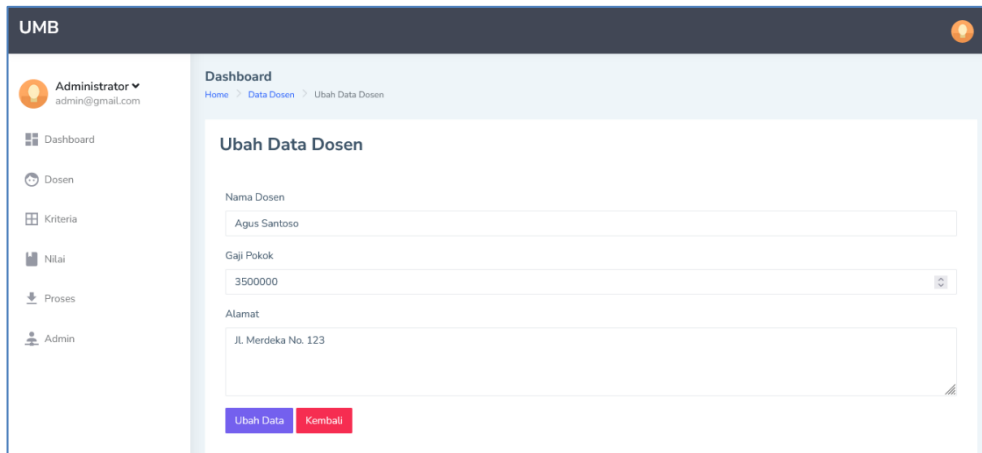 UMB
Administrator
admin@gmail.com
Dashboard
Dosen
Kriteria
Nilai
Proses
Admin
Dashboard
Home > Data Dosen > Ubah Data Dosen
Ubah Data Dosen
Nama Dosen
Agus Santoso
Gaji Pokok
3500000
Alamat
Jl. Merdeka No. 123
Ubah Data Kembali